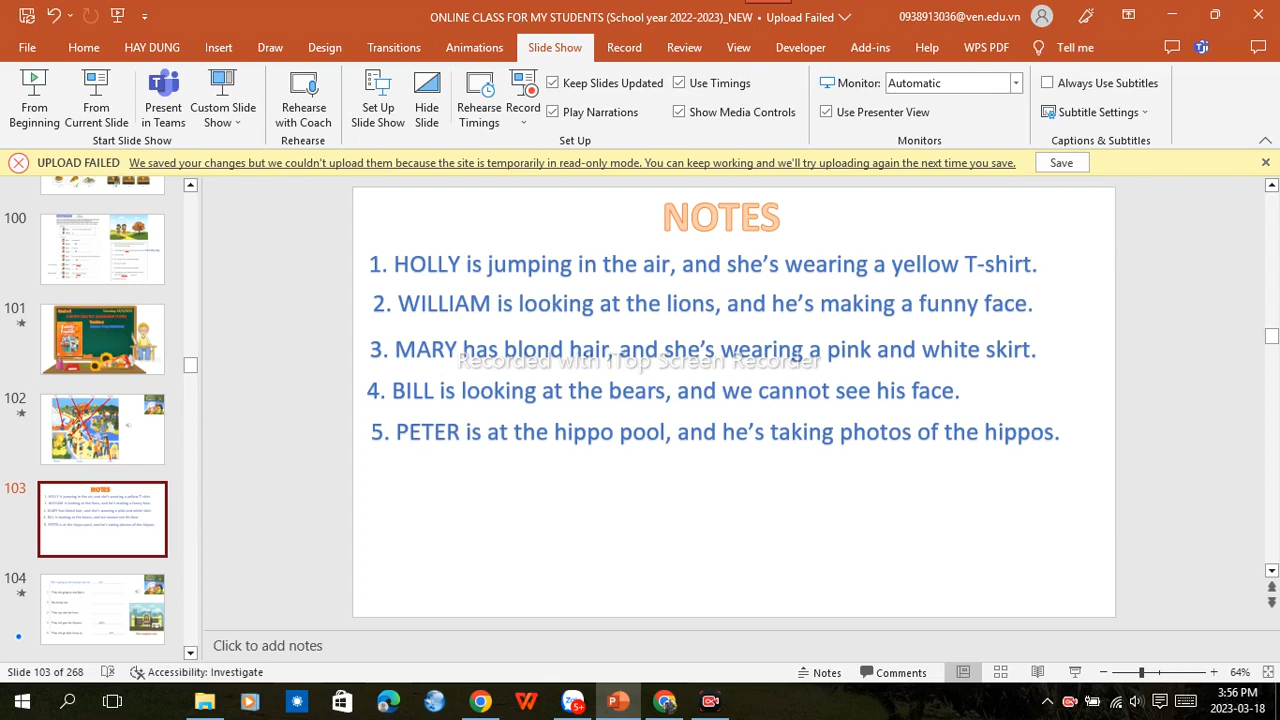 ONLINE CLASS FOR MY STUDENTS (School year 2022-2023)_NEW • Upload Failed
0938913036@ven.edu.vn
File Home HAY DUNG Insert Draw Design Transitions Animations Slide Show Record Review View Developer Add-ins Help WPS PDF Tell me
From Beginning
From Current Slide
Present in Teams
Custom Slide Show
Rehearse with Coach
Set Up Slide Show
Hide Slide
Rehearse Timings
Record
Keep Slides Updated
Play Narrations
Use Timings
Show Media Controls
Monitor: Automatic
Use Presenter View
Always Use Subtitles
Subtitle Settings
Start Slide Show Rehearse Set Up Monitors Captions & Subtitles
UPLOAD FAILED We saved your changes but we couldn't upload them because the site is temporarily in read-only mode. You can keep working and we'll try uploading again the next time you save. Save
100
101
102
103
104
NOTES
1. HOLLY is jumping in the air, and she's wearing a yellow T-shirt.
2. WILLIAM is looking at the lions, and he's making a funny face.
3. MARY has blond hair, and she's wearing a pink and white skirt.
Recorded with iTop Screen Recorder
4. BILL is looking at the bears, and we cannot see his face.
5. PETER is at the hippo pool, and he's taking photos of the hippos.
Click to add notes
Slide 103 of 268 Accessibility: Investigate Notes Comments 64%
5+
3:56 PM
2023-03-18